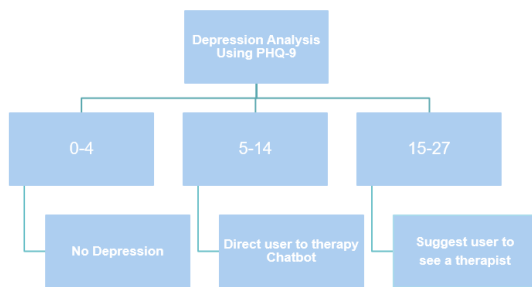 Depression Analysis
Using PHQ-9
0-4
5-14
15-27
No Depression
Direct user to therapy
Chatbot
Suggest user to
see a therapist